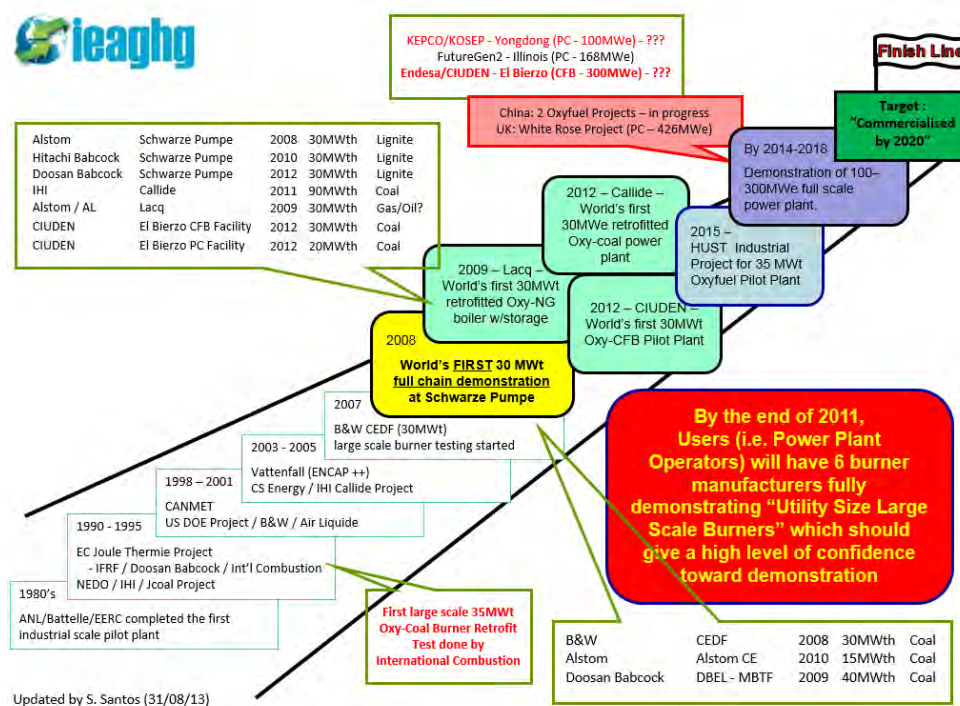 ieaghg
KEPCO/KOSEP - Yongdong (PC - 100MWe) - ???
FutureGen2 - Illinois (PC - 168MWe)
Endesa/CIUDEN - El Bierzo (CFB - 300MWe) - ???
Finish Line
China: 2 Oxyfuel Projects – in progress
UK: White Rose Project (PC – 426MWe)
Target :
"Commercialised
by 2020"
Alstom Schwarze Pumpe 2008 30MWth Lignite
Hitachi Babcock Schwarze Pumpe 2010 30MWth Lignite
Doosan Babcock Schwarze Pumpe 2012 30MWth Lignite
IHI Callide 2011 90MWth Coal
Alstom / AL Lacq 2009 30MWth Gas/Oil?
CIUDEN El Bierzo CFB Facility 2012 30MWth Coal
CIUDEN El Bierzo PC Facility 2012 20MWth Coal
By 2014-2018
Demonstration of 100–
300MWe full scale
power plant.
2012 – Callide –
World's first
30MWe retrofitted
Oxy-coal power
plant
2015 –
HUST Industrial
Project for 35 MWt
Oxyfuel Pilot Plant
2009 – Lacq –
World's first 30MWt
retrofitted Oxy-NG
boiler w/storage
2012 – CIUDEN –
World's first 30MWt
Oxy-CFB Pilot Plant
2008
World's FIRST 30 MWt
full chain demonstration
at Schwarze Pumpe
2007
B&W CEDF (30MWt)
large scale burner testing started
2003 - 2005
Vattenfall (ENCAP ++)
CS Energy / IHI Callide Project
1998 – 2001
CANMET
US DOE Project / B&W / Air Liquide
1990 - 1995
EC Joule Thermie Project
- IFRF / Doosan Babcock / Int'l Combustion
NEDO / IHI / Jcoal Project
1980's
ANL/Battelle/EERC completed the first
industrial scale pilot plant
By the end of 2011,
Users (i.e. Power Plant
Operators) will have 6 burner
manufacturers fully
demonstrating "Utility Size Large
Scale Burners" which should
give a high level of confidence
toward demonstration
First large scale 35MWt
Oxy-Coal Burner Retrofit
Test done by
International Combustion
B&W CEDF 2008 30MWth Coal
Alstom Alstom CE 2010 15MWth Coal
Doosan Babcock DBEL - MBTF 2009 40MWth Coal
Updated by S. Santos (31/08/13)